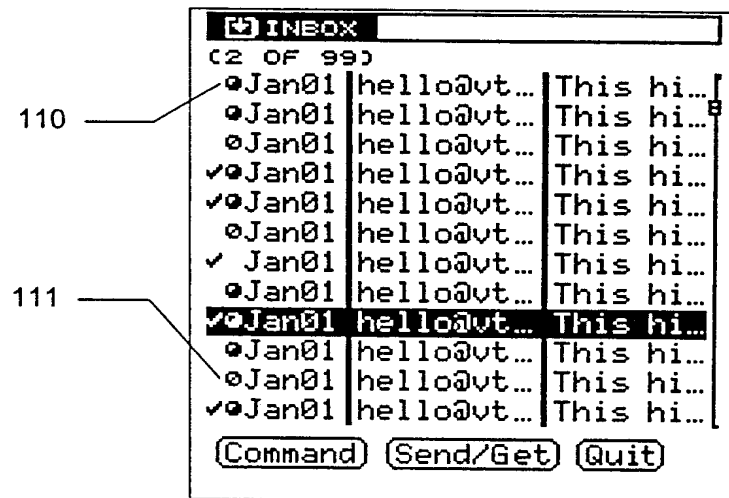 INBOX
(2 OF 99)
Jan01 hello@vt… This hi…
Jan01 hello@vt… This hi…
Jan01 hello@vt… This hi…
✓ Jan01 hello@vt… This hi…
✓ Jan01 hello@vt… This hi…
Jan01 hello@vt… This hi…
✓ Jan01 hello@vt… This hi…
Jan01 hello@vt… This hi…
✓ Jan01 hello@vt… This hi…
Jan01 hello@vt… This hi…
Jan01 hello@vt… This hi…
✓ Jan01 hello@vt… This hi…
Command Send/Get Quit
110
111